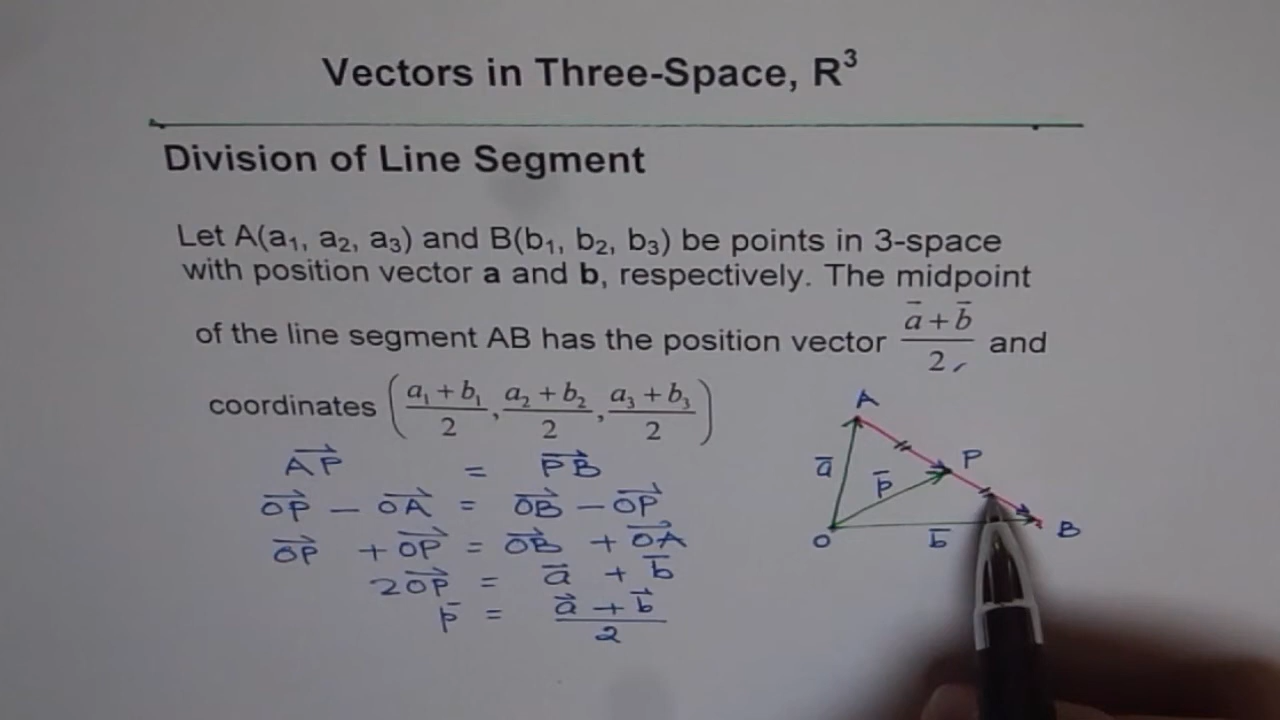 Vectors in Three-Space, R³
Division of Line Segment
Let A(a₁, a₂, a₃) and B(b₁, b₂, b₃) be points in 3-space
with position vector a and b, respectively. The midpoint
of the line segment AB has the position vector (a⃗ + b⃗)/2, and
coordinates ((a₁ + b₁)/2, (a₂ + b₂)/2, (a₃ + b₃)/2)
A
P
a̅
p̅
O
b̅
B
AP⃗ = PB⃗
OP⃗ − OA⃗ = OB⃗ − OP⃗
OP⃗ + OP⃗ = OB⃗ + OA⃗
2OP⃗ = a̅ + b̅
p̅ = (a⃗ + b⃗)/2